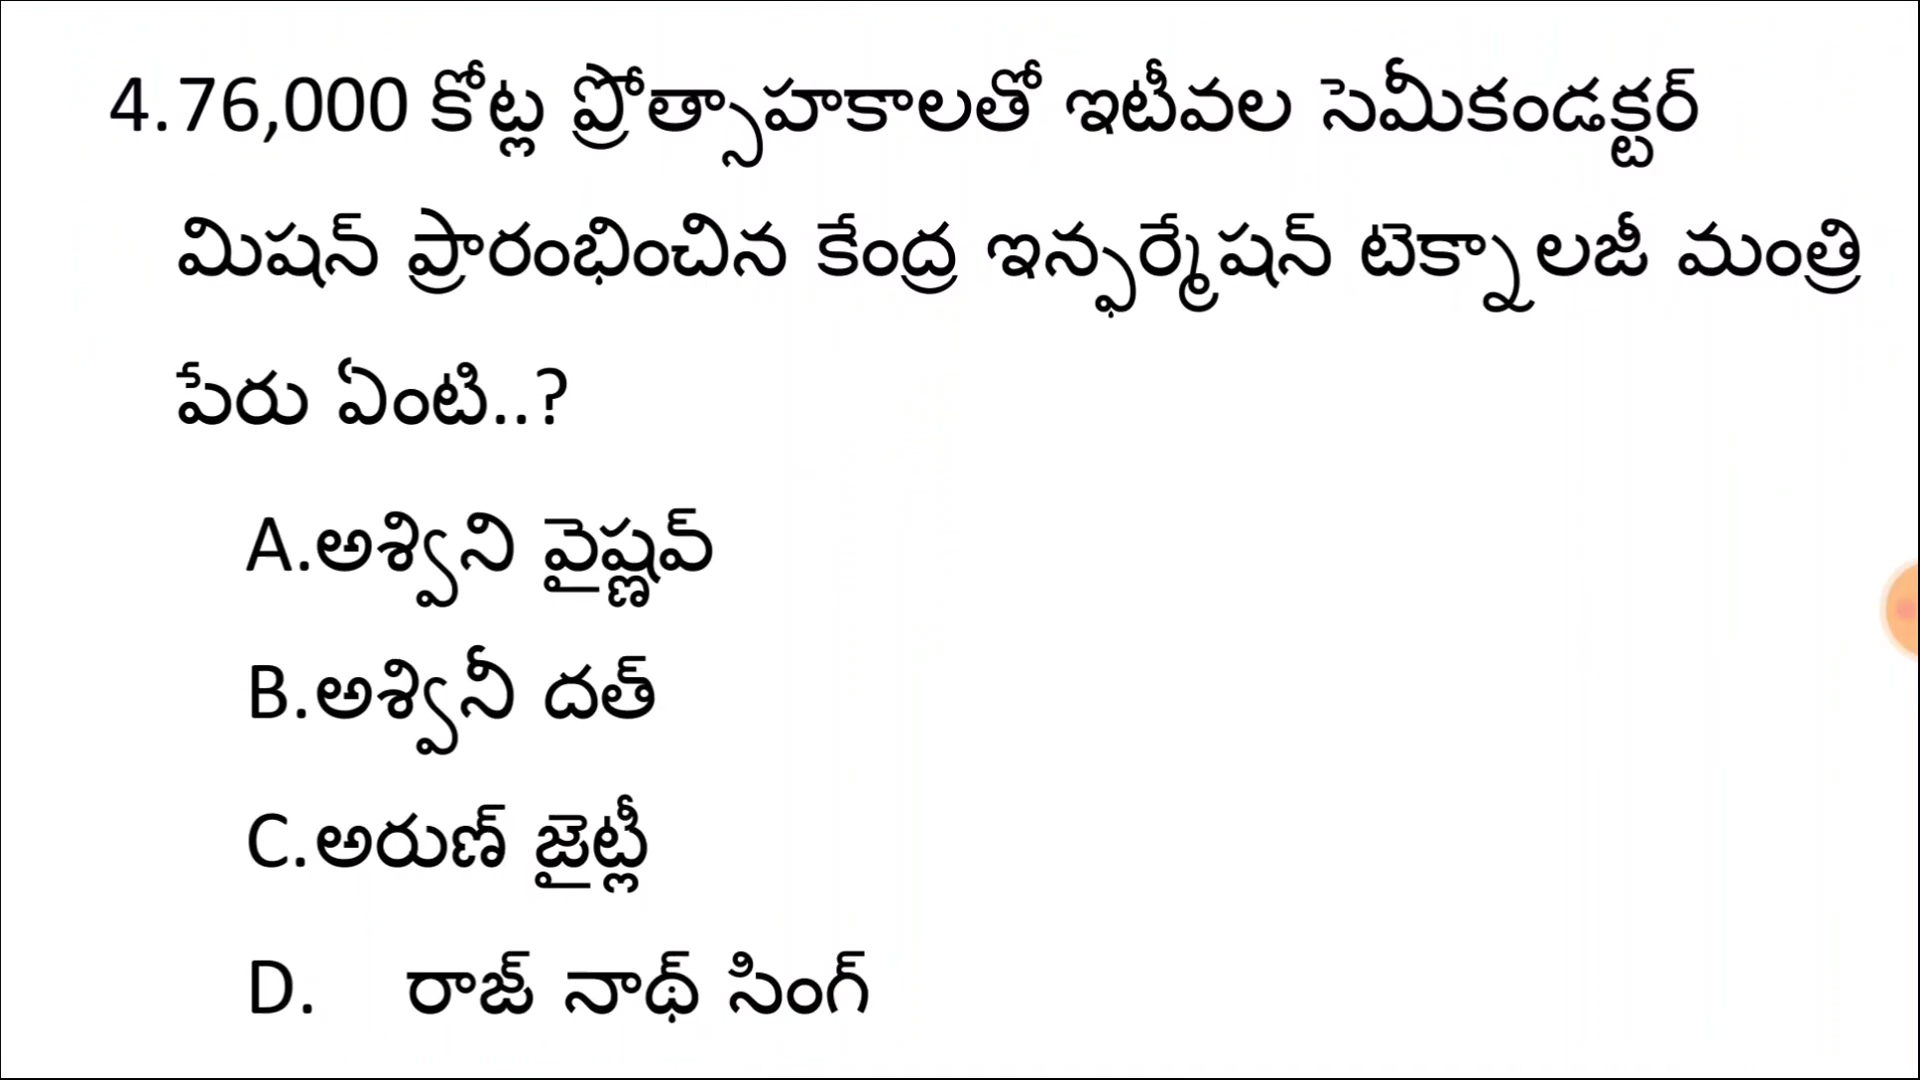 4.76,000 కోట్ల ప్రోత్సాహకాలతో ఇటీవల సెమీకండక్టర్
మిషన్ ప్రారంభించిన కేంద్ర ఇన్ఫర్మేషన్ టెక్నాలజీ మంత్రి
పేరు ఏంటి..?
A.అశ్విని వైష్ణవ్
B.అశ్వినీ దత్
C.అరుణ్ జైట్లీ
D. రాజ్ నాథ్ సింగ్